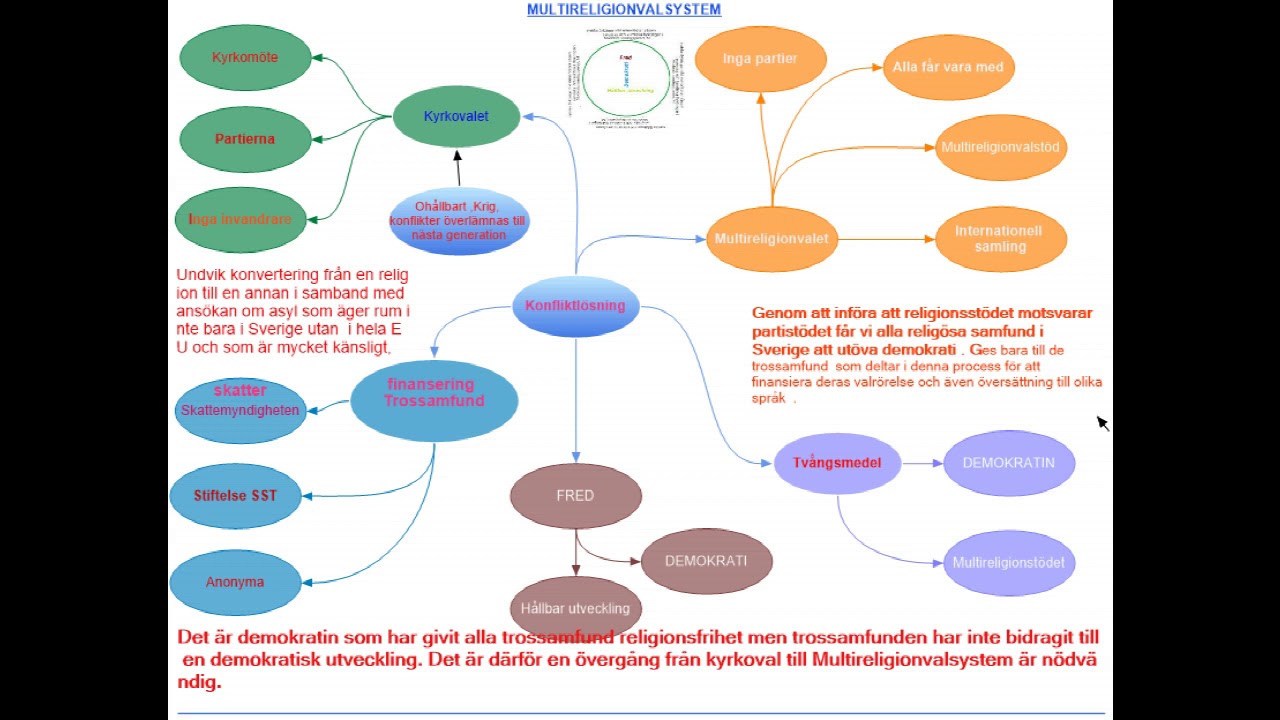 MULTIRELIGIONVALSYSTEM
Kyrkomöte
Partierna
Inga invandrare
Kyrkovalet
Ohållbart ,Krig,
konflikter överlämnas till
nästa generation
Fred
Inga partier
Alla får vara med
Multireligionvalstöd
Multireligionvalet
Internationell
samling
Undvik konvertering från en relig
ion till en annan i samband med
ansökan om asyl som äger rum i
nte bara i Sverige utan i hela E
U och som är mycket känsligt,
Konfliktlösning
Genom att införa att religionsstödet motsvarar
partistödet får vi alla religösa samfund i
Sverige att utöva demokrati . Ges bara till de
trossamfund som deltar i denna process för att
finansiera deras valrörelse och även översättning till olika
språk .
finansering
Trossamfund
skatter
Skattemyndigheten
Stiftelse SST
Anonyma
FRED
DEMOKRATI
Hållbar utveckling
Tvångsmedel
DEMOKRATIN
Multireligionstödet
Det är demokratin som har givit alla trossamfund religionsfrihet men trossamfunden har inte bidragit till
en demokratisk utveckling. Det är därför en övergång från kyrkoval till Multireligionvalsystem är nödvä
ndig.